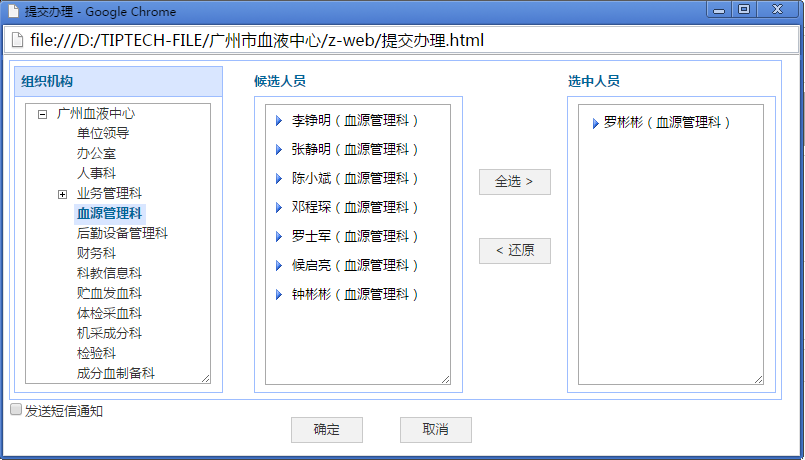 提交办理 - Google Chrome
file:///D:/TIPTECH-FILE/广州市血液中心/z-web/提交办理.html
组织机构
广州血液中心
单位领导
办公室
人事科
业务管理科
血源管理科
后勤设备管理科
财务科
科教信息科
贮血发血科
体检采血科
机采成分科
检验科
成分血制备科
候选人员
李铮明（血源管理科）
张静明（血源管理科）
陈小斌（血源管理科）
邓程琛（血源管理科）
罗士军（血源管理科）
候启亮（血源管理科）
钟彬彬（血源管理科）
全选 >
< 还原
选中人员
罗彬彬（血源管理科）
发送短信通知
确定
取消